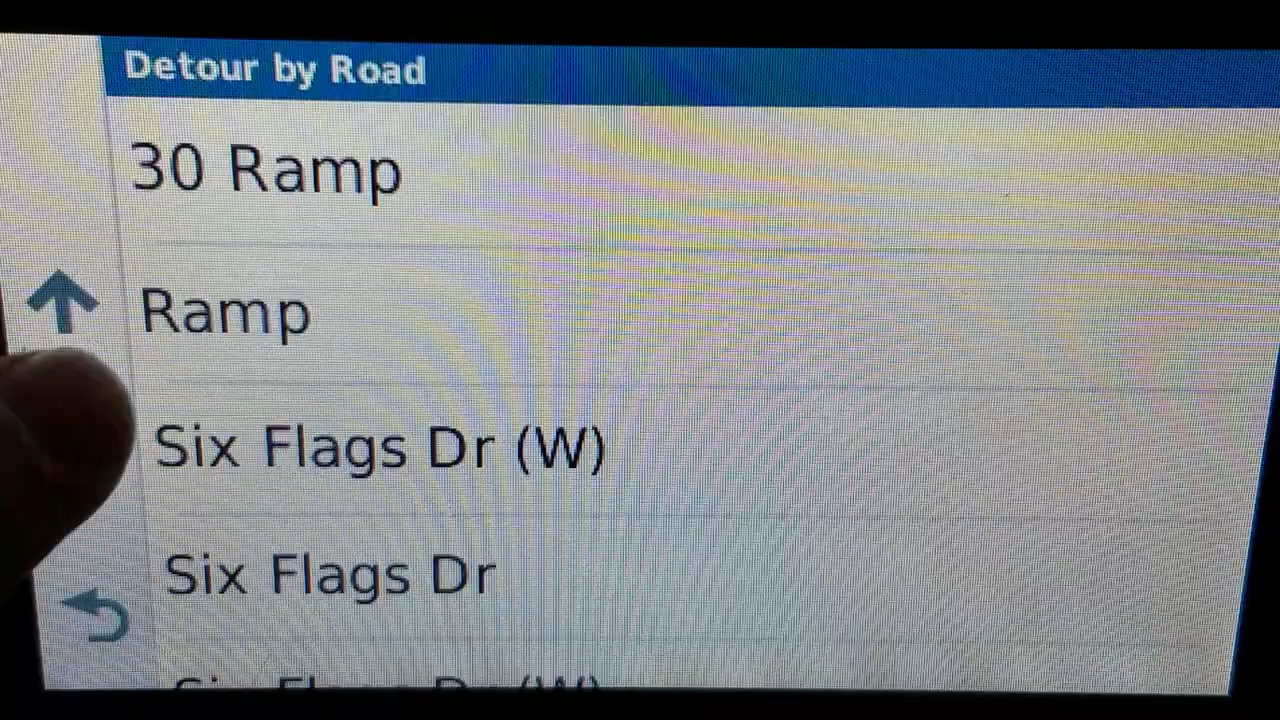 Detour by Road
30 Ramp
Ramp
Six Flags Dr (W)
Six Flags Dr